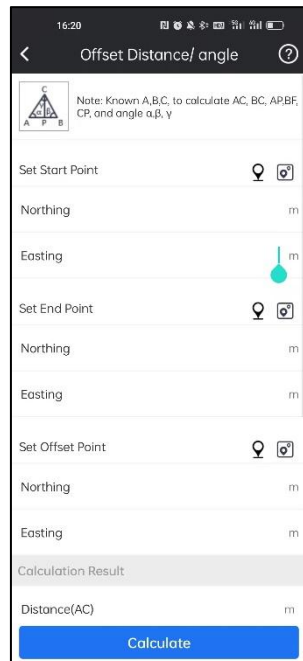 16:20
Offset Distance/ angle
C
Note: Known A,B,C, to calculate AC, BC, AP,BF,
CP, and angle α,β, γ
α β
A P B
Set Start Point
Northing m
Easting m
Set End Point
Northing m
Easting m
Set Offset Point
Northing m
Easting m
Calculation Result
Distance(AC) m
Calculate